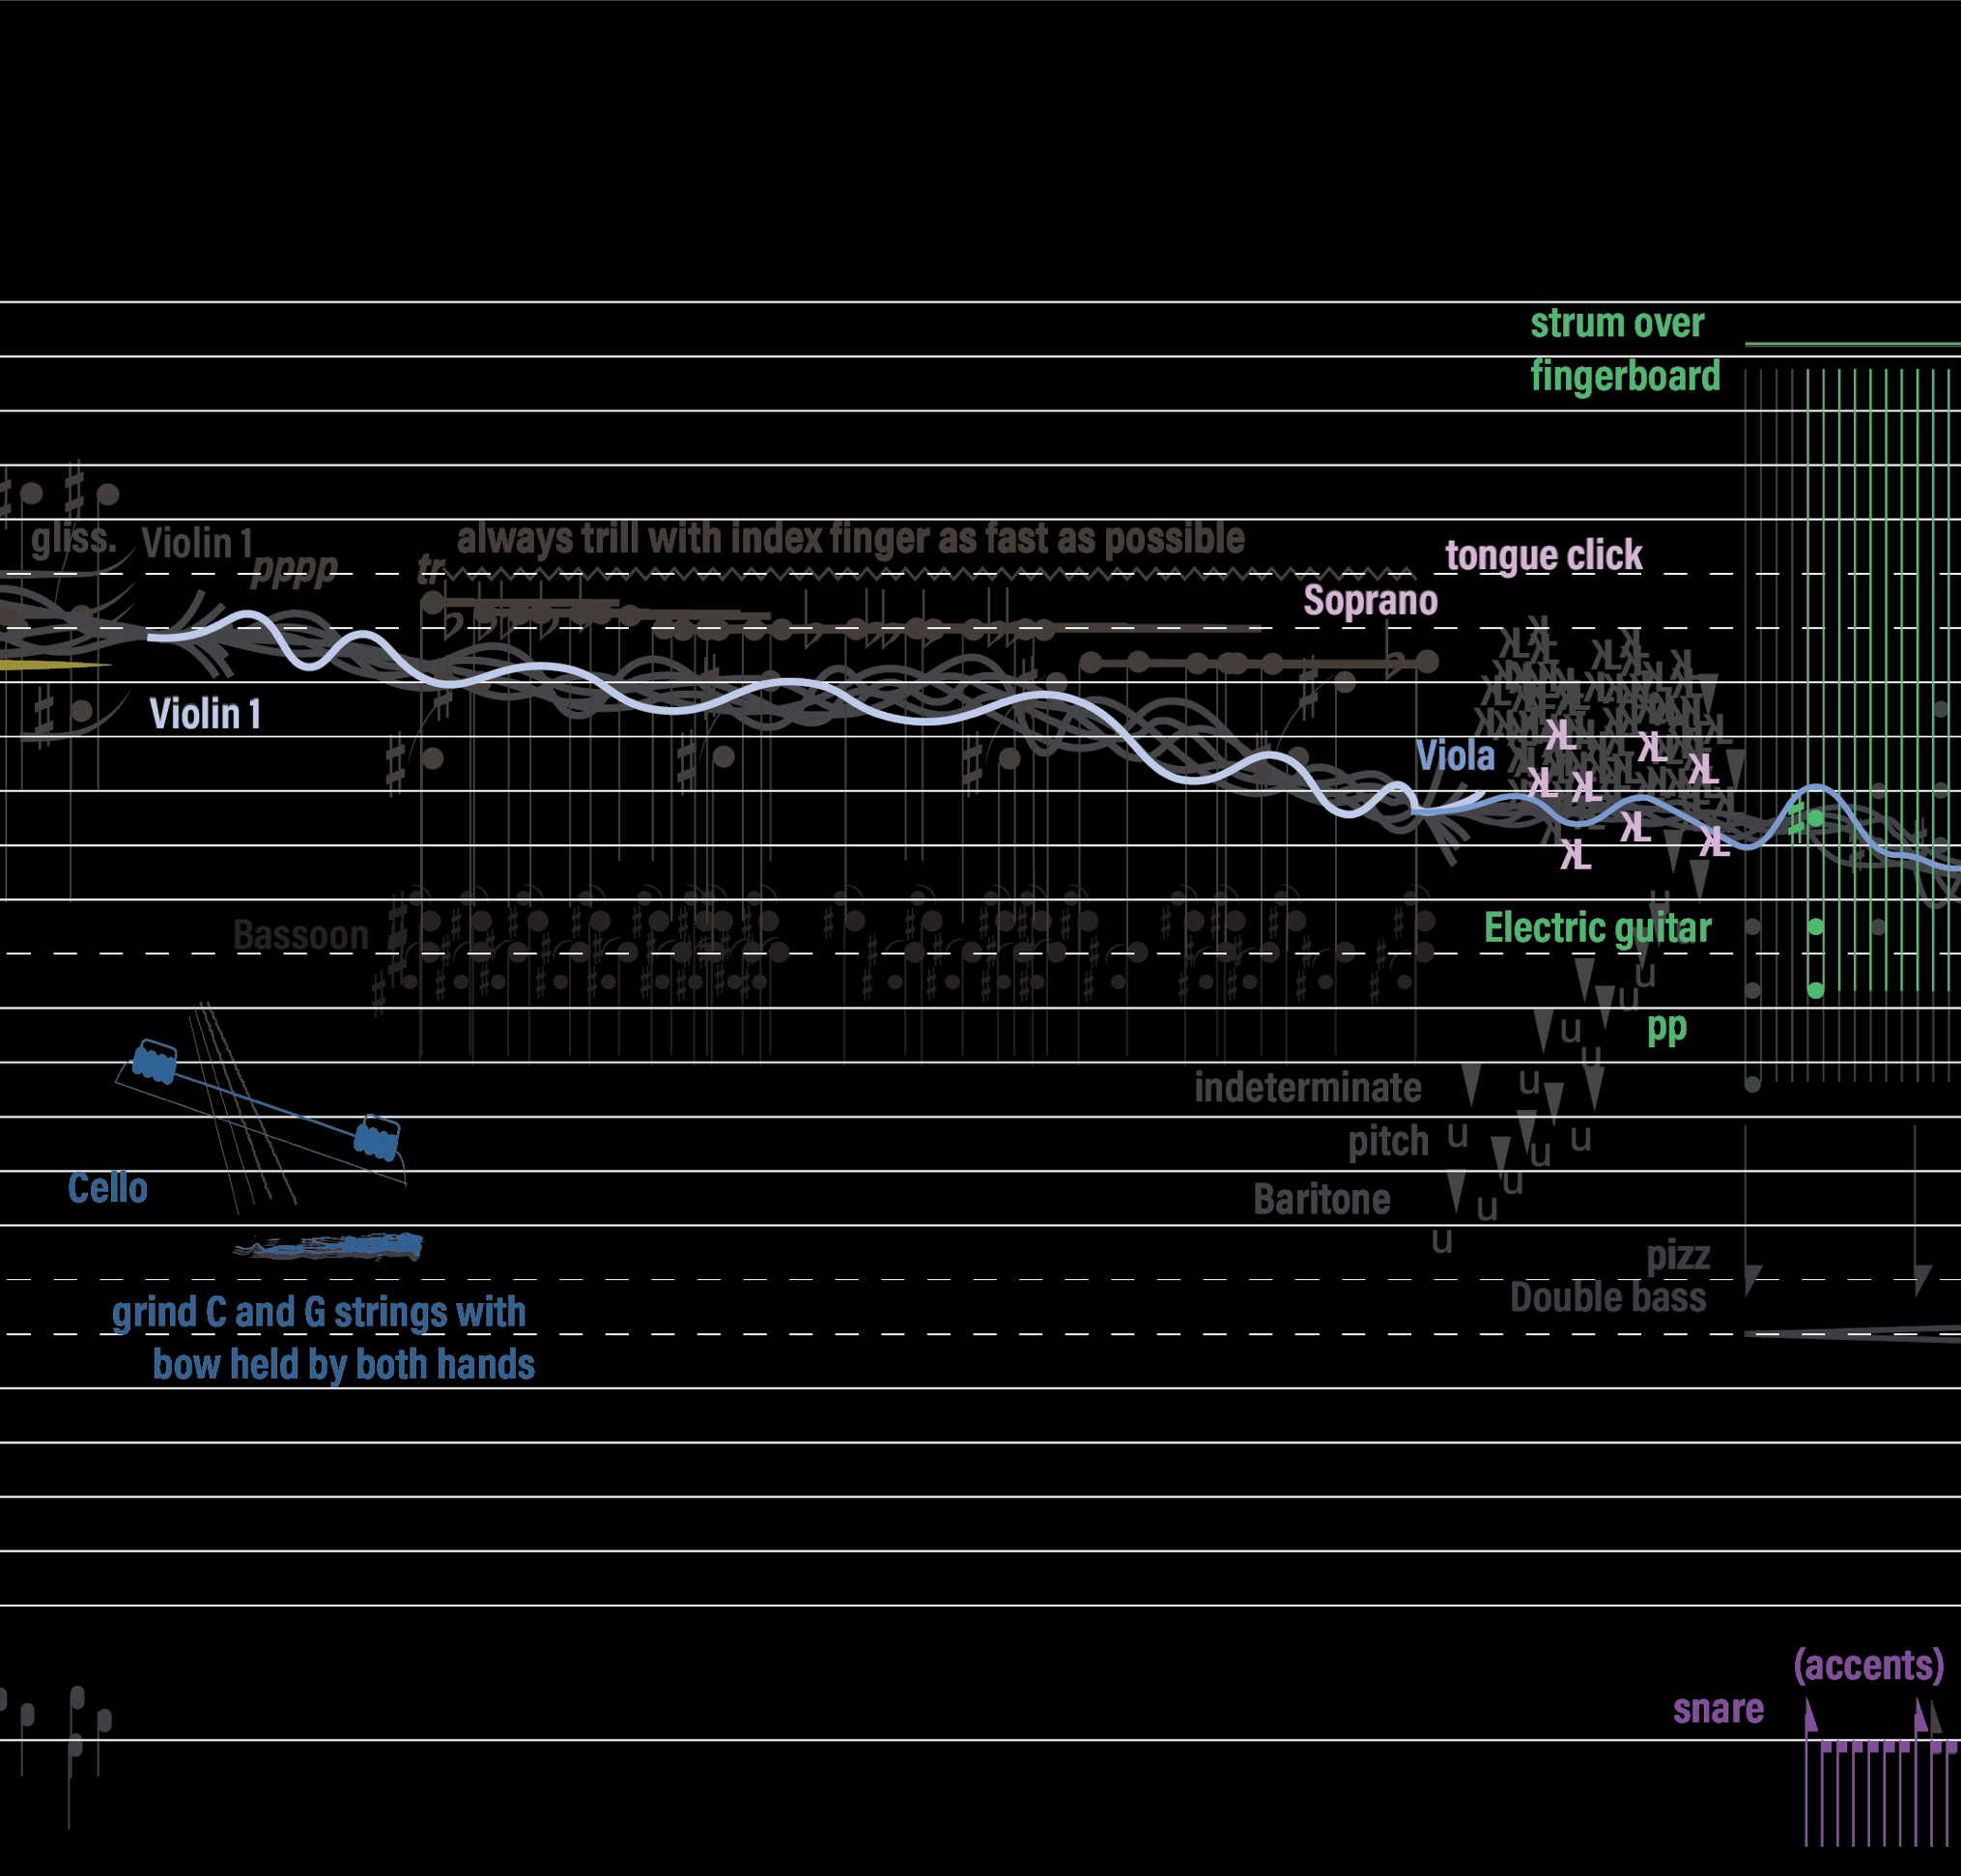 strum over
fingerboard
gliss.
Violin 1
pppp
tr
always trill with index finger as fast as possible
tongue click
Soprano
Violin 1
Viola
Bassoon
Electric guitar
pp
indeterminate
pitch
Baritone
Cello
pizz
Double bass
grind C and G strings with
bow held by both hands
(accents)
snare